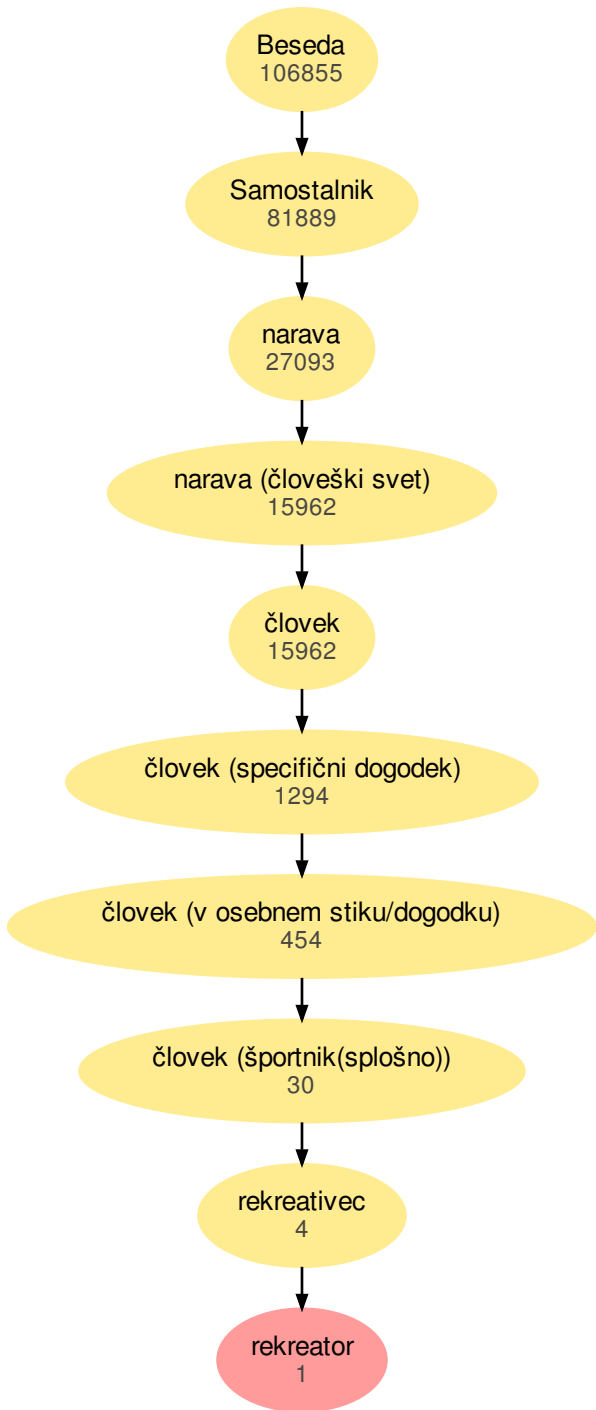 Beseda
106855
Samostalnik
81889
narava
27093
narava (človeški svet)
15962
človek
15962
človek (specifični dogodek)
1294
človek (v osebnem stiku/dogodku)
454
človek (športnik(splošno))
30
rekreativec
4
rekreator
1